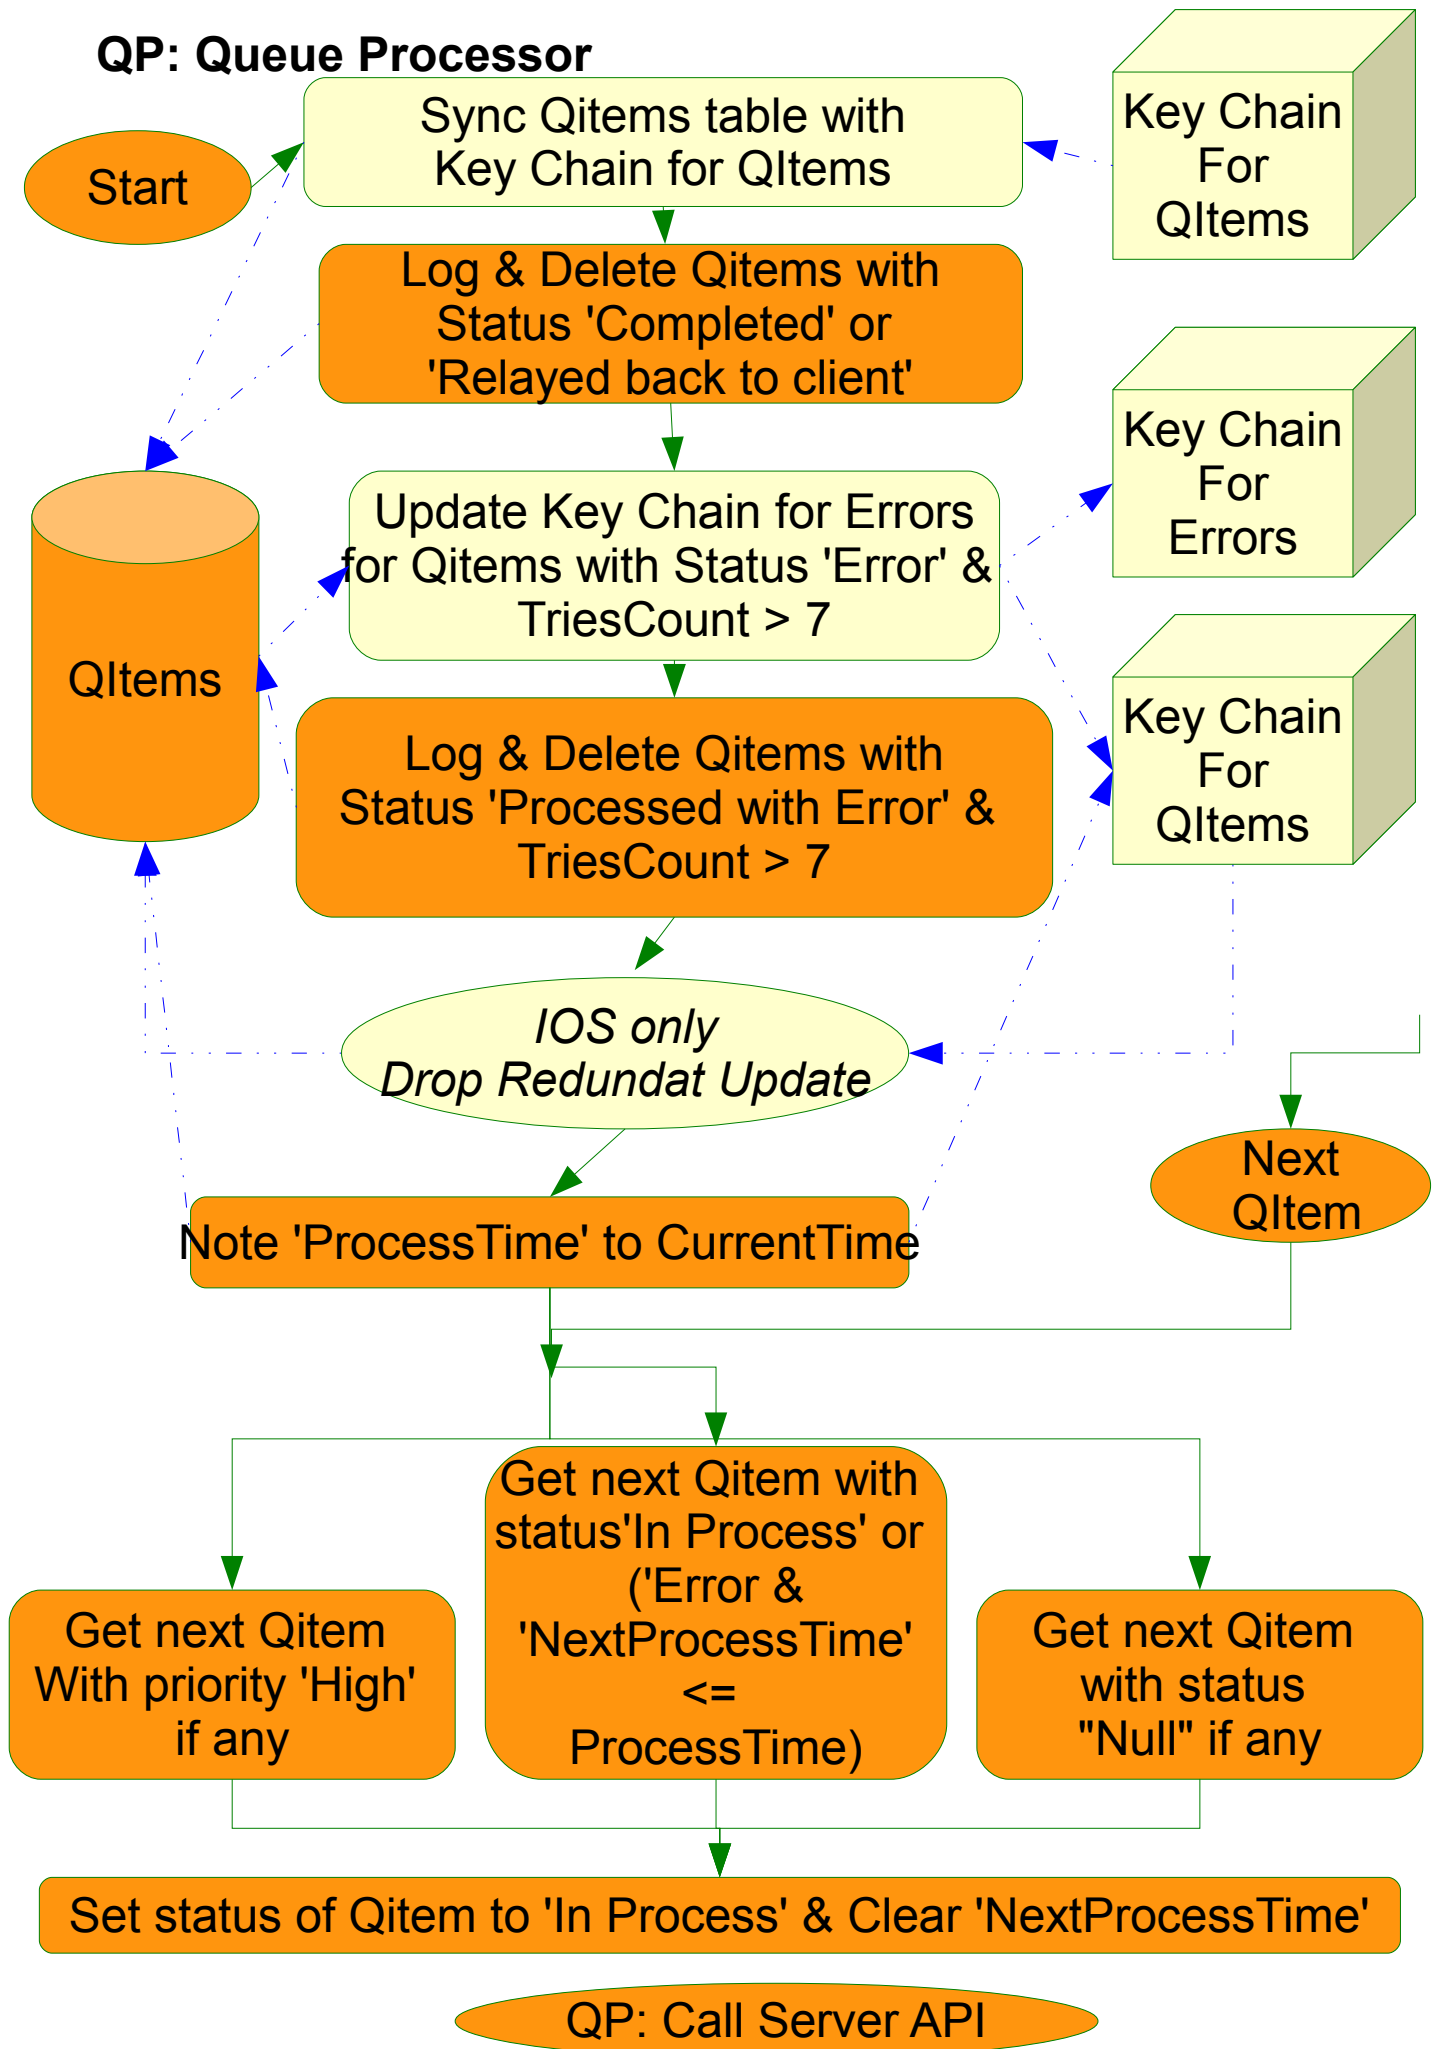 QP: Queue Processor
Start
Sync Qitems table with
Key Chain for QItems
Key Chain
For
QItems
Log & Delete Qitems with
Status 'Completed' or
'Relayed back to client'
Key Chain
For
Errors
Update Key Chain for Errors
for Qitems with Status 'Error' &
TriesCount > 7
QItems
Key Chain
For
QItems
Log & Delete Qitems with
Status 'Processed with Error' &
TriesCount > 7
IOS only
Drop Redundat Update
Next
QItem
Note 'ProcessTime' to CurrentTime
Get next Qitem
With priority 'High'
if any
Get next Qitem with
status'In Process' or
('Error &
'NextProcessTime'
<=
ProcessTime)
Get next Qitem
with status
"Null" if any
Set status of Qitem to 'In Process' & Clear 'NextProcessTime'
QP: Call Server API